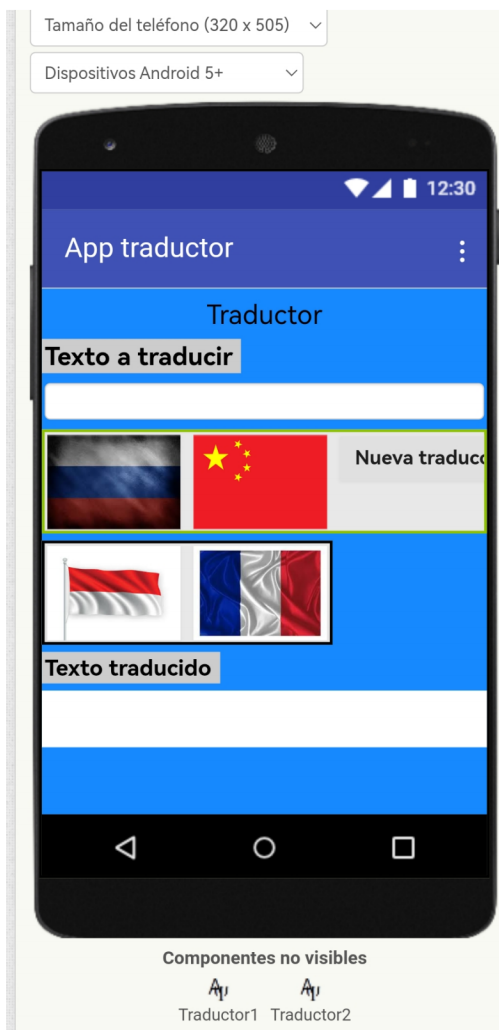 Tamaño del teléfono (320 x 505)
Dispositivos Android 5+
12:30
App traductor
Traductor
Texto a traducir
Nueva traducc
Texto traducido
Componentes no visibles
Traductor1 Traductor2